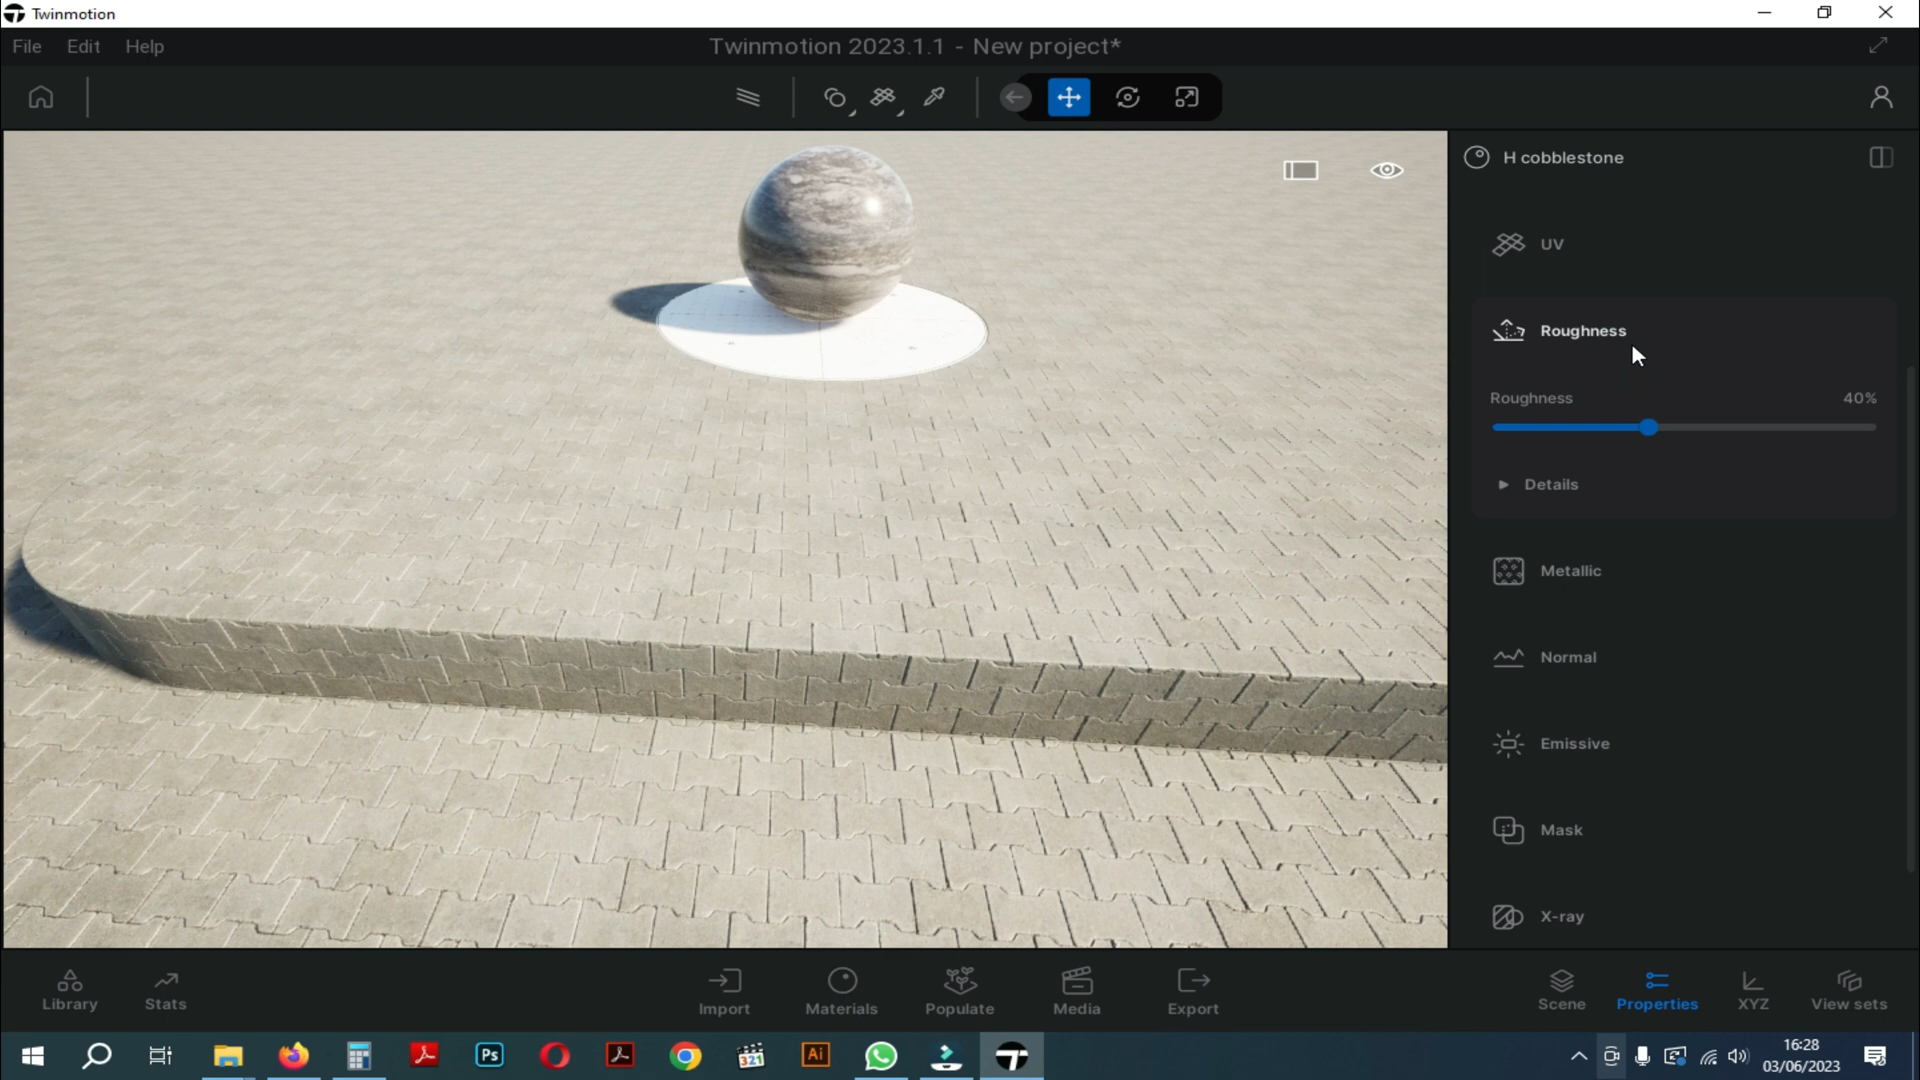 Twinmotion
File Edit Help
Twinmotion 2023.1.1 - New project*
H cobblestone
UV
Roughness
Roughness 40%
Details
Metallic
Normal
Emissive
Mask
X-ray
Library Stats Import Materials Populate Media Export Scene Properties XYZ View sets
Ps 321 Ai
16:28
03/06/2023